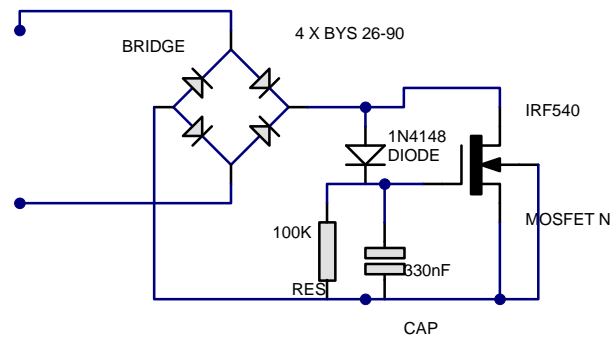 4 X BYS 26-90
BRIDGE
IRF540
1N4148
DIODE
MOSFET N
100K
330nF
RES
CAP